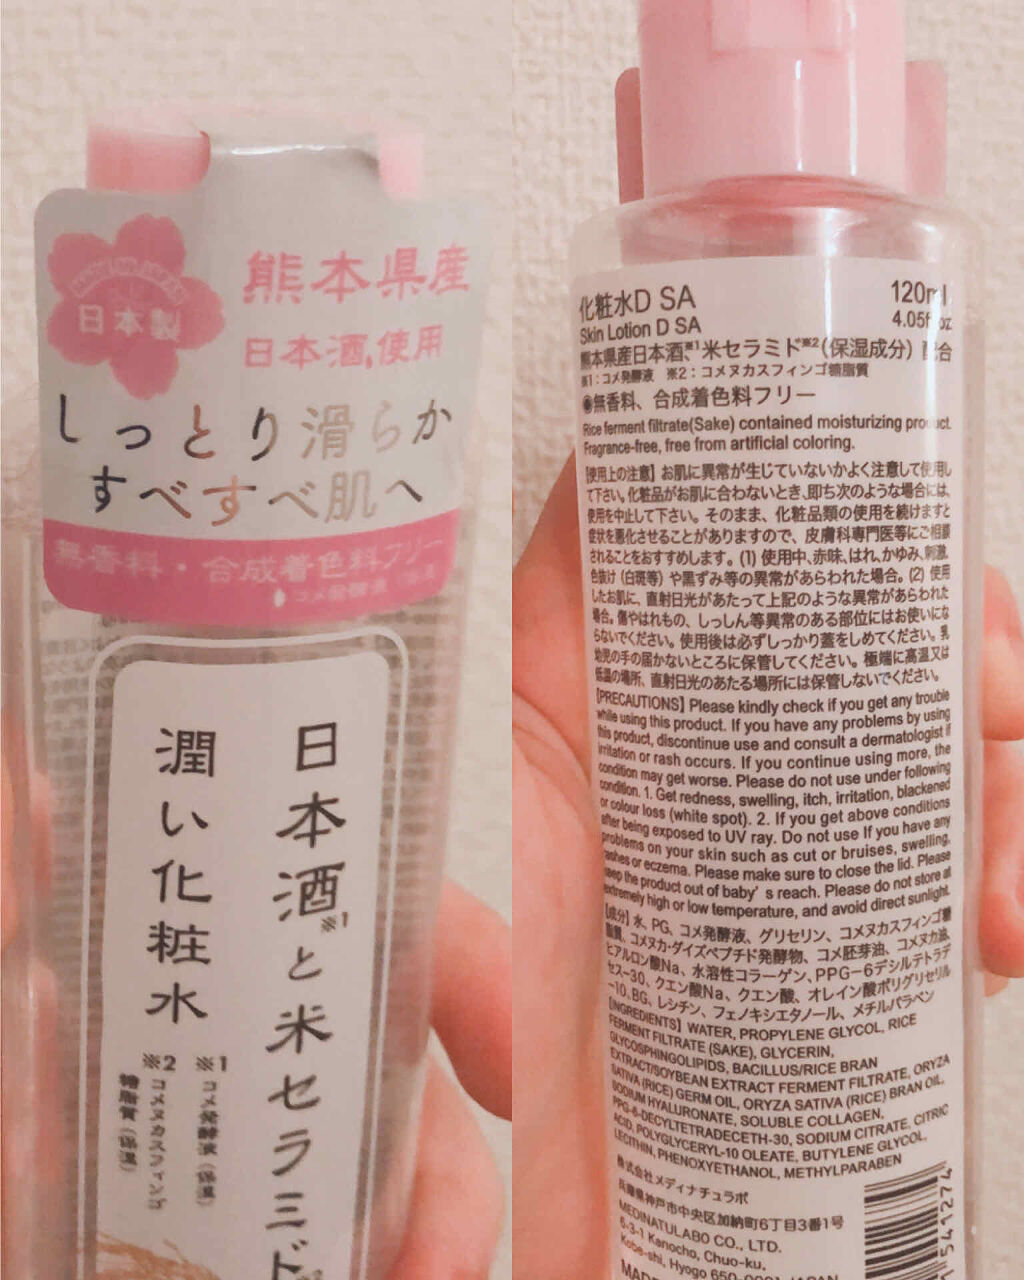 日本製
熊本県産
日本酒,使用
しっとり滑らか
すべすべ肌へ
無香料・合成着色料フリー
コメ発酵液
日本酒※1と米セラミド
潤い化粧水
※1 コメ発酵液(保湿)
※2 コメヌカスフィンゴ
糖脂質(保湿)
化粧水D SA 120ml
Skin Lotion D SA 4.05fl oz
熊本県産日本酒※1、米セラミド※2(保湿成分)配合
※1:コメ発酵液 ※2:コメヌカスフィンゴ糖脂質
◉無香料、合成着色料フリー
Rice ferment filtrate(Sake) contained moisturizing product.
Fragrance-free, free from artificial coloring.
【使用上の注意】お肌に異常が生じていないかよく注意して使用し
て下さい。化粧品がお肌に合わないとき、即ち次のような場合には、
使用を中止して下さい。そのまま、化粧品類の使用を続けますと
症状を悪化させることがありますので、皮膚科専門医等にご相談
されることをおすすめします。(1) 使用中、赤味、はれ、かゆみ、刺激、
色抜け(白斑等)や黒ずみ等の異常があらわれた場合。(2) 使用
したお肌に、直射日光があたって上記のような異常があらわれた
場合。傷やはれもの、しっしん等異常のある部位にはお使いにな
らないでください。使用後は必ずしっかり蓋をしめてください。乳
幼児の手の届かないところに保管してください。極端に高温又は
低温の場所、直射日光のあたる場所には保管しないでください。
【PRECAUTIONS】Please kindly check if you get any trouble
while using this product. If you have any problems by using
this product, discontinue use and consult a dermatologist if
irritation or rash occurs. If you continue using more, the
condition may get worse. Please do not use under following
condition. 1. Get redness, swelling, itch, irritation, blackened
or colour loss (white spot). 2. If you get above conditions
after being exposed to UV ray. Do not use If you have any
problems on your skin such as cut or bruises, swelling,
rashes or eczema. Please make sure to close the lid. Please
keep the product out of baby's reach. Please do not store at
extremely high or low temperature, and avoid direct sunlight.
【成分】水、PG、コメ発酵液、グリセリン、コメヌカスフィンゴ糖
脂質、コメヌカ・ダイズペプチド発酵物、コメ胚芽油、コメヌカ油、
ヒアルロン酸Na、水溶性コラーゲン、PPG-6デシルテトラデ
セス-30、クエン酸Na、クエン酸、オレイン酸ポリグリセリル
-10、BG、レシチン、フェノキシエタノール、メチルパラベン
【INGREDIENTS】WATER, PROPYLENE GLYCOL, RICE
FERMENT FILTRATE (SAKE), GLYCERIN,
GLYCOSPHINGOLIPIDS, BACILLUS/RICE BRAN
EXTRACT/SOYBEAN EXTRACT FERMENT FILTRATE, ORYZA
SATIVA (RICE) GERM OIL, ORYZA SATIVA (RICE) BRAN OIL,
SODIUM HYALURONATE, SOLUBLE COLLAGEN,
PPG-6-DECYLTETRADECETH-30, SODIUM CITRATE, CITRIC
ACID, POLYGLYCERYL-10 OLEATE, BUTYLENE GLYCOL,
LECITHIN, PHENOXYETHANOL, METHYLPARABEN
株式会社メディナチュラボ
兵庫県神戸市中央区加納町6丁目3番1号
MEDINATULABO CO., LTD.
6-3-1 Kanocho, Chuo-ku,
Kobe-shi, Hyogo 650-0001 JAPAN
541274